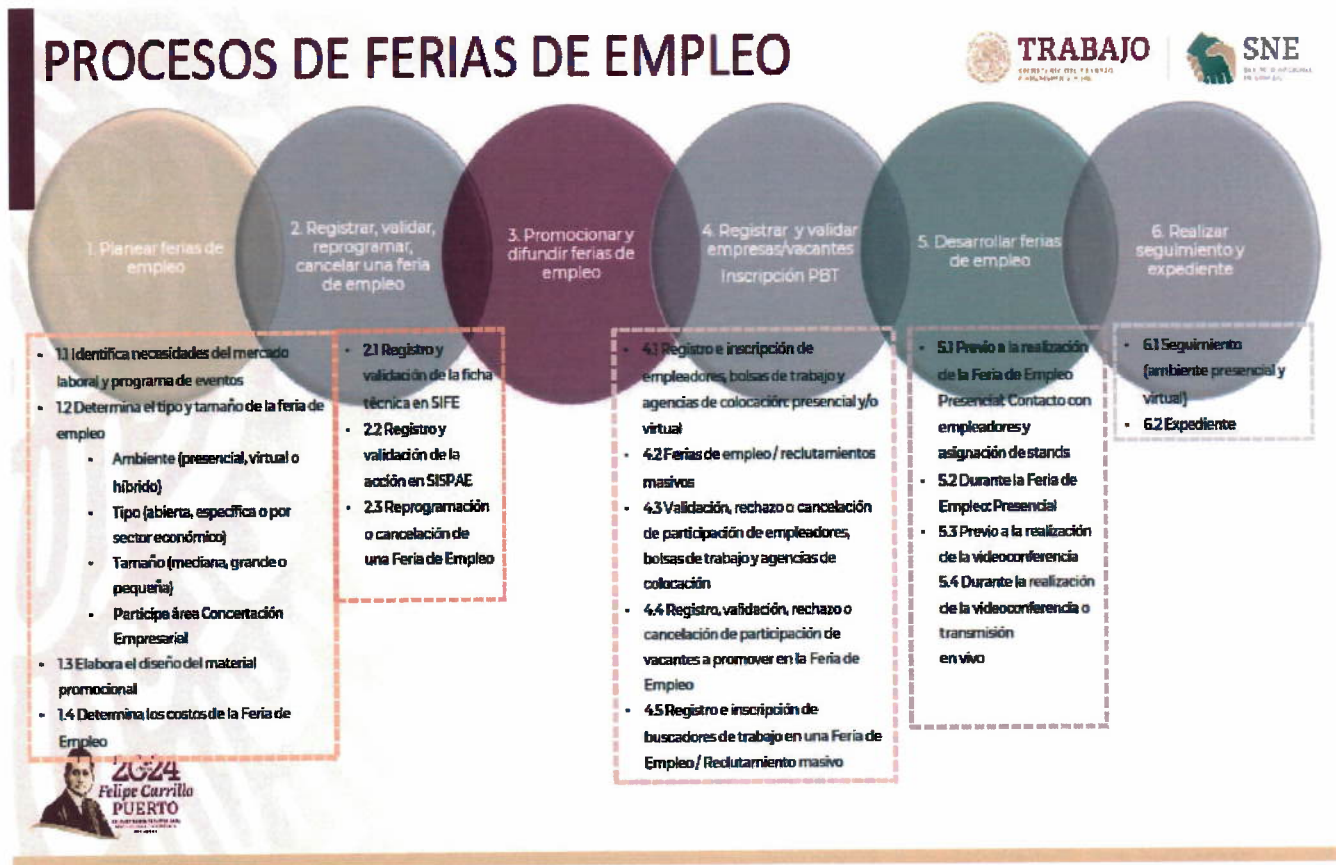 PROCESOS DE FERIAS DE EMPLEO
TRABAJO
SECRETARÍA DEL TRABAJO
Y PREVISIÓN SOCIAL
SNE
1. Planear ferias de
empleo
2. Registrar, validar,
reprogramar,
cancelar una feria
de empleo
3. Promocionar y
difundir ferias de
empleo
4. Registrar y validar
empresas/vacantes
Inscripción PBT
5. Desarrollar ferias
de empleo
6. Realizar
seguimiento y
expediente
• 1.1 Identifica necesidades del mercado
laboral y programa de eventos
• 1.2 Determina el tipo y tamaño de la feria de
empleo
• Ambiente (presencial, virtual o
híbrido)
• Tipo (abierta, específica o por
sector económico)
• Tamaño (mediana, grande o
pequeña)
• Participa área Concertación
Empresarial
• 1.3 Elabora el diseño del material
promocional
• 1.4 Determina los costos de la Feria de
Empleo
• 2.1 Registro y
validación de la ficha
técnica en SIFE
• 2.2 Registro y
validación de la
acción en SISPAE
• 2.3 Reprogramación
o cancelación de
una Feria de Empleo
• 4.1 Registro e inscripción de
empleadores, bolsas de trabajo y
agencias de colocación: presencial y/o
virtual
• 4.2 Ferias de empleo / reclutamientos
masivos
• 4.3 Validación, rechazo o cancelación
de participación de empleadores,
bolsas de trabajo y agencias de
colocación
• 4.4 Registro, validación, rechazo o
cancelación de participación de
vacantes a promover en la Feria de
Empleo
• 4.5 Registro e inscripción de
buscadores de trabajo en una Feria de
Empleo / Reclutamiento masivo
• 5.1 Previo a la realización
de la Feria de Empleo
Presencial: Contacto con
empleadores y
asignación de stands
• 5.2 Durante la Feria de
Empleo: Presencial
• 5.3 Previo a la realización
de la videoconferencia
5.4 Durante la realización
de la videoconferencia o
transmisión
en vivo
• 6.1 Seguimiento
(ambiente presencial y
virtual)
• 6.2 Expediente
2024
Felipe Carrillo
PUERTO